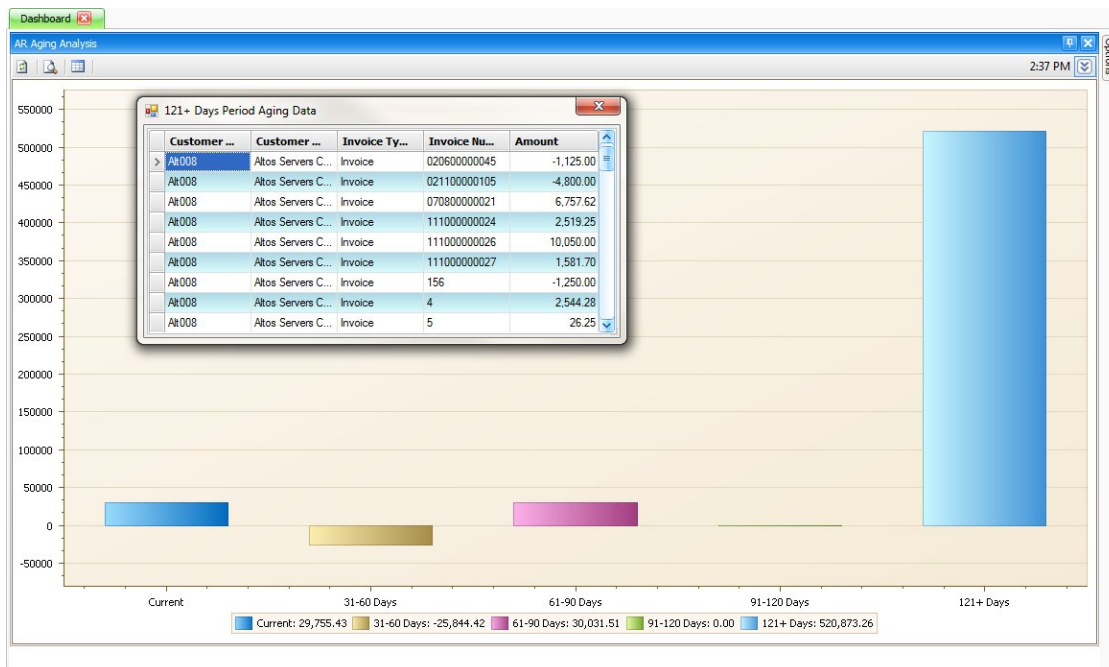 Dashboard
AR Aging Analysis
Options
2:37 PM
121+ Days Period Aging Data
Customer ... Customer ... Invoice Ty... Invoice Nu... Amount
Alt008 Altos Servers C... Invoice 020600000045 -1,125.00
Alt008 Altos Servers C... Invoice 021100000105 -4,800.00
Alt008 Altos Servers C... Invoice 070800000021 6,757.62
Alt008 Altos Servers C... Invoice 111000000024 2,519.25
Alt008 Altos Servers C... Invoice 111000000026 10,050.00
Alt008 Altos Servers C... Invoice 111000000027 1,581.70
Alt008 Altos Servers C... Invoice 156 -1,250.00
Alt008 Altos Servers C... Invoice 4 2,544.28
Alt008 Altos Servers C... Invoice 5 26.25
550000
500000
450000
400000
350000
300000
250000
200000
150000
100000
50000
0
-50000
Current 31-60 Days 61-90 Days 91-120 Days 121+ Days
Current: 29,755.43 31-60 Days: -25,844.42 61-90 Days: 30,031.51 91-120 Days: 0.00 121+ Days: 520,873.26